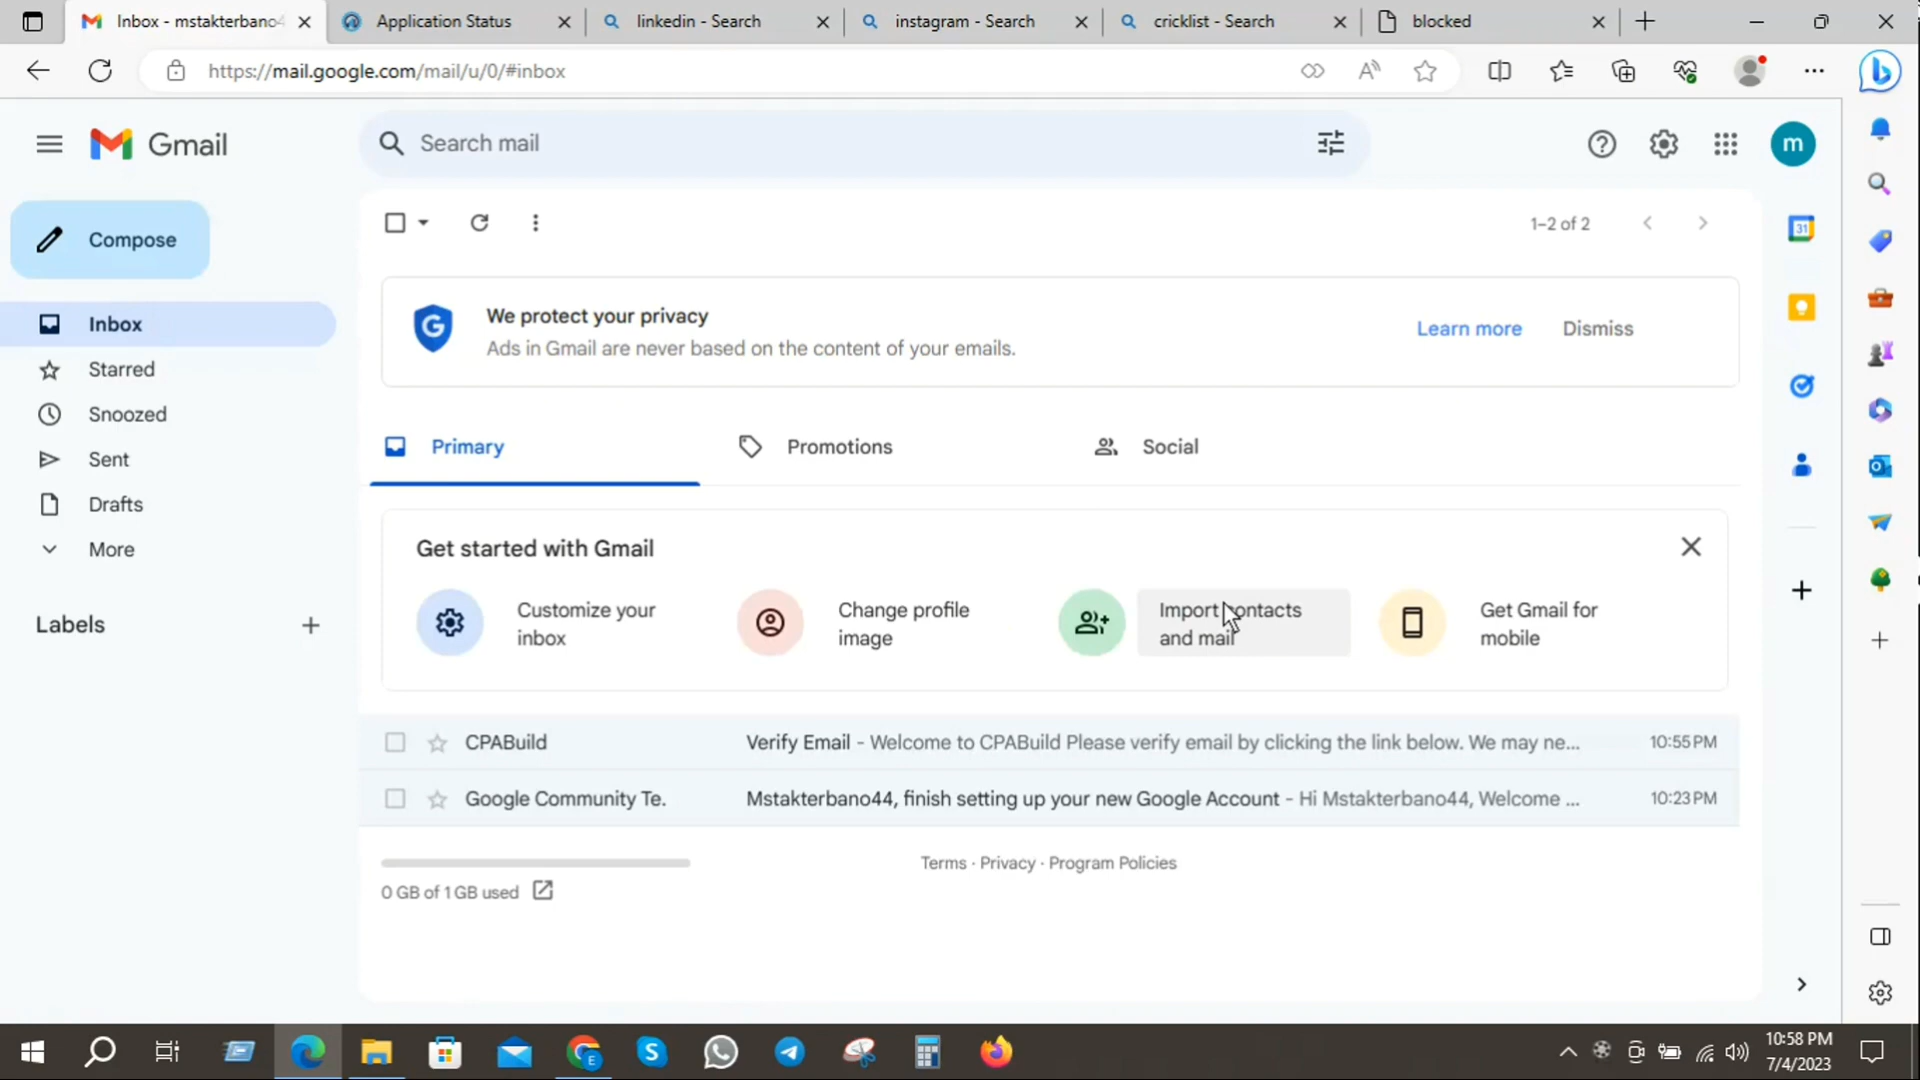 Inbox - mstakterbano4
Application Status
linkedin - Search
instagram - Search
cricklist - Search
blocked
https://mail.google.com/mail/u/0/#inbox
Gmail
Search mail
m
Compose
1–2 of 2
31
We protect your privacy
Ads in Gmail are never based on the content of your emails.
Learn more
Dismiss
Inbox
Starred
Snoozed
Sent
Drafts
More
Labels
Primary
Promotions
Social
Get started with Gmail
Customize your
inbox
Change profile
image
Import contacts
and mail
Get Gmail for
mobile
CPABuild Verify Email - Welcome to CPABuild Please verify email by clicking the link below. We may ne... 10:55 PM
Google Community Te. Mstakterbano44, finish setting up your new Google Account - Hi Mstakterbano44, Welcome ... 10:23 PM
Terms · Privacy · Program Policies
0 GB of 1 GB used
10:58 PM
7/4/2023